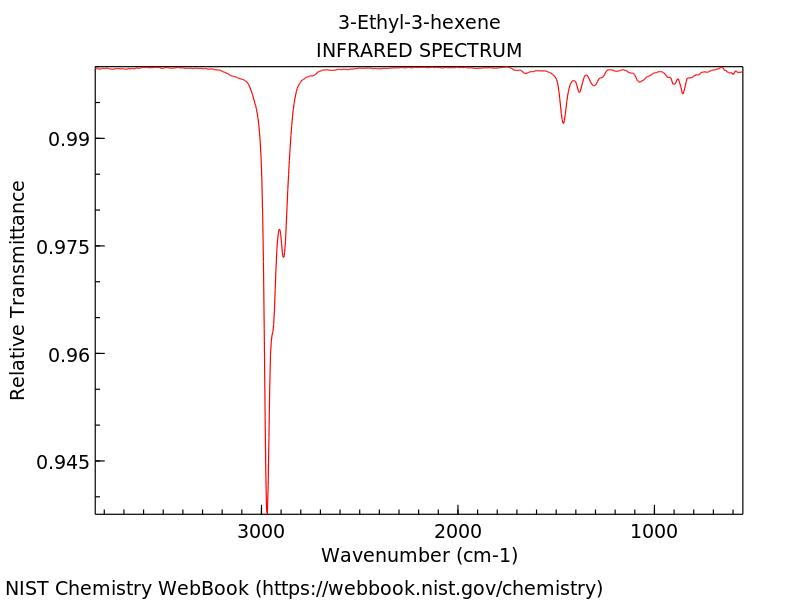 3-Ethyl-3-hexene
INFRARED SPECTRUM
0.99
0.975
0.96
0.945
Relative Transmittance
3000 2000 1000
Wavenumber (cm-1)
NIST Chemistry WebBook (https://webbook.nist.gov/chemistry)